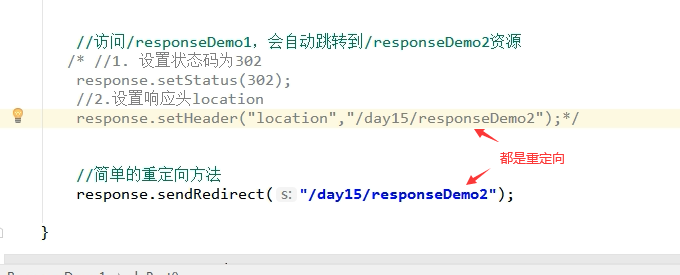 //访问/responseDemo1，会自动跳转到/responseDemo2资源
/* //1. 设置状态码为302
response.setStatus(302);
//2.设置响应头location
response.setHeader("location","/day15/responseDemo2");*/
都是重定向
//简单的重定向方法
response.sendRedirect( s: "/day15/responseDemo2");
}